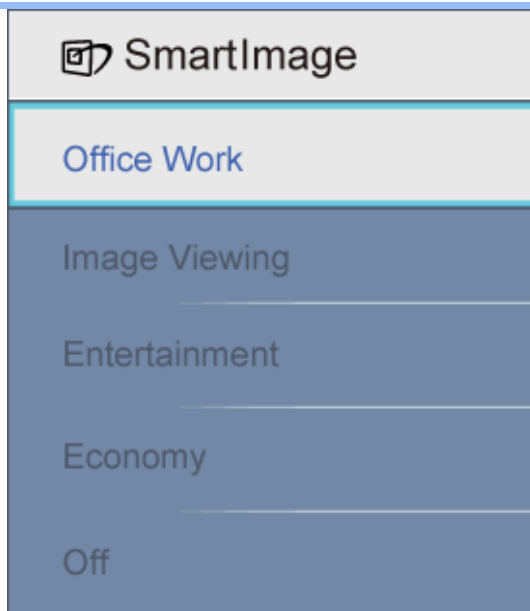 SmartImage
Office Work
Image Viewing
Entertainment
Economy
Off